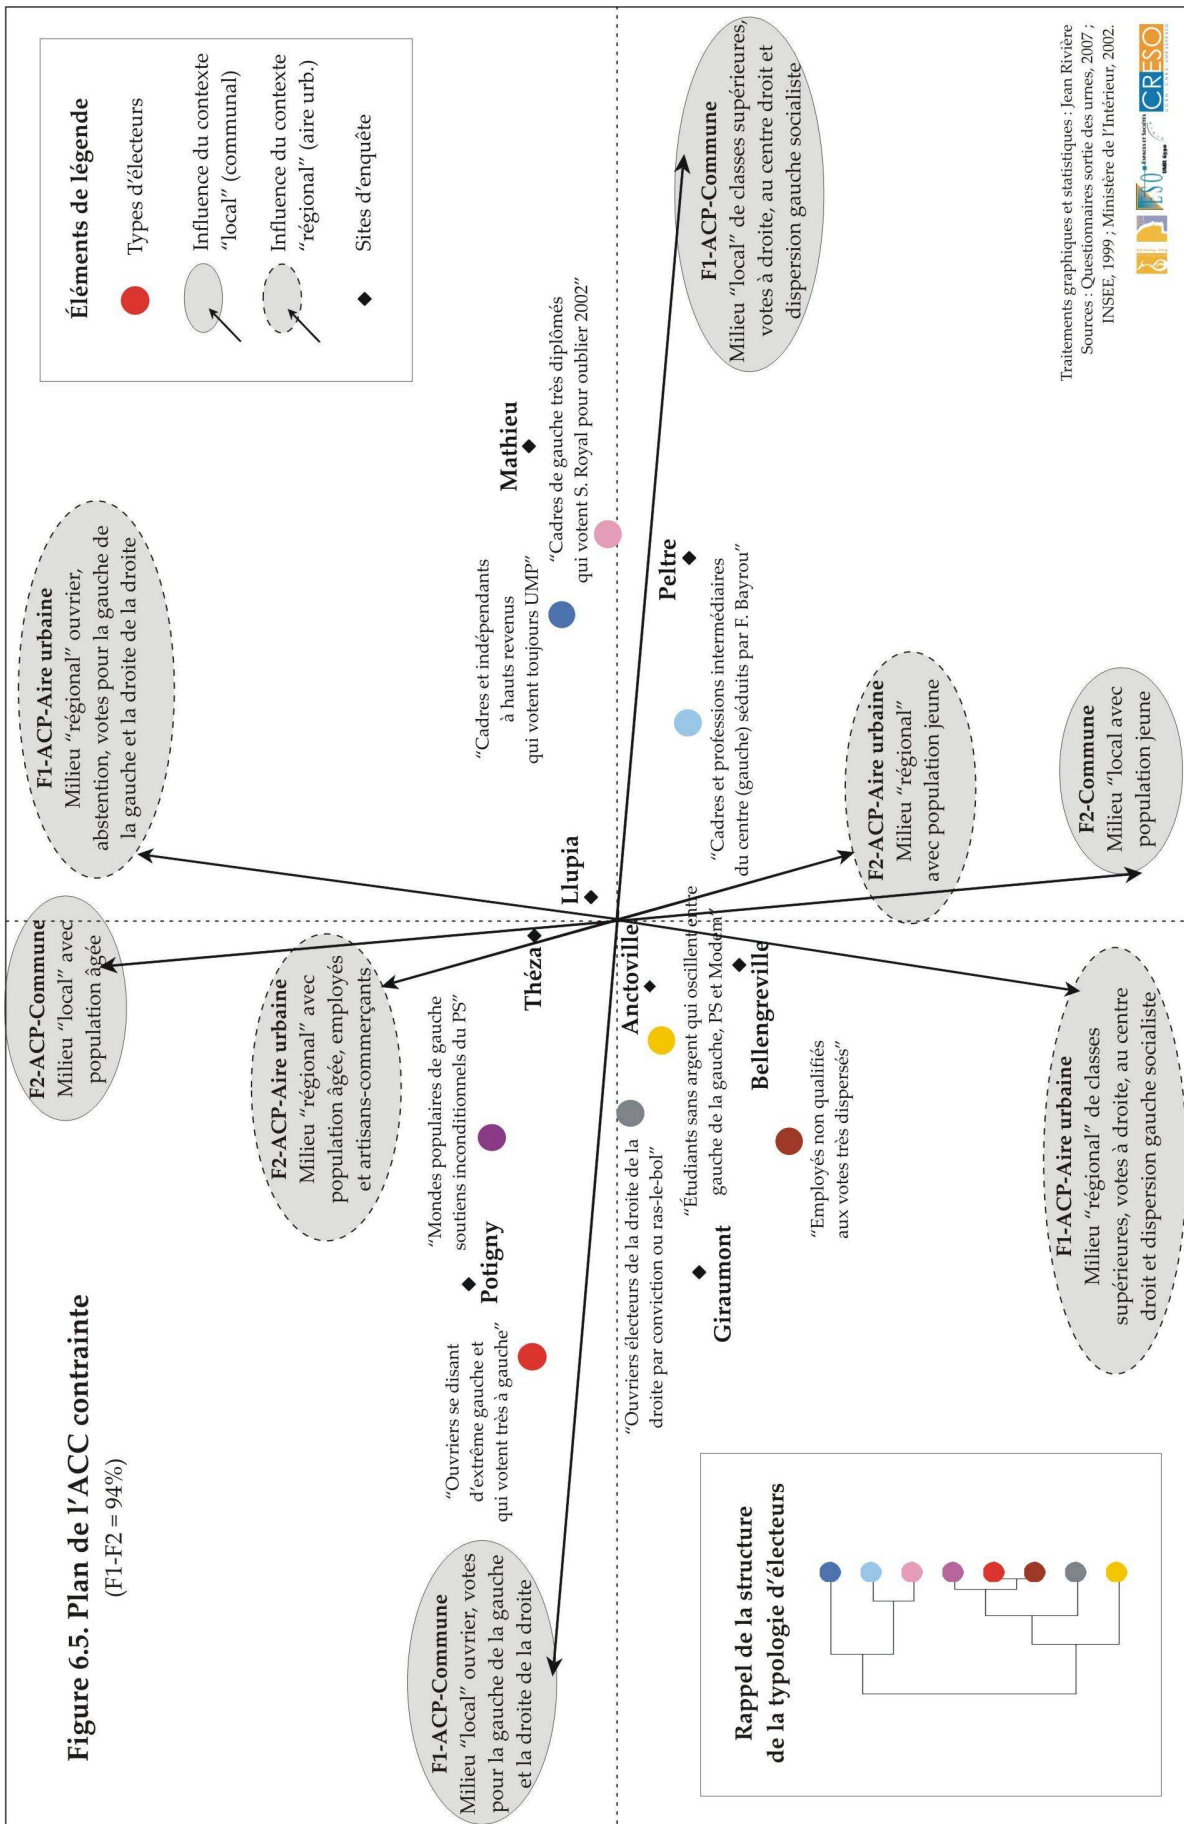 Figure 6.5. Plan de l'ACC contrainte
(F1-F2 = 94%)
F2-ACP-Commune
Milieu "local" avec
population âgée
F1-ACP-Aire urbaine
Milieu "régional" ouvrier,
abstention, votes pour la gauche de
la gauche et la droite de la droite
Éléments de légende
Types d'électeurs
Influence du contexte
"local" (communal)
Influence du contexte
"régional" (aire urb.)
Sites d'enquête
F2-ACP-Aire urbaine
Milieu "régional" avec
population âgée, employés
et artisans-commerçants
"Mondes populaires de gauche
soutiens inconditionnels du PS"
Potigny
"Ouvriers se disant
d'extrême gauche et
qui votent très à gauche"
F1-ACP-Commune
Milieu "local" ouvrier, votes
pour la gauche de la gauche
et la droite de la droite
Théza
Llupia
"Cadres et indépendants
à hauts revenus
qui votent toujours UMP"
Mathieu
"Cadres de gauche très diplômés
qui votent S. Royal pour oublier 2002"
Anctoville
"Ouvriers électeurs de la droite de la
droite par conviction ou ras-le-bol"
"Étudiants sans argent qui oscillent entre
gauche de la gauche, PS et Modem"
Giraumont
Bellengreville
"Employés non qualifiés
aux votes très dispersés"
Peltre
"Cadres et professions intermédiaires
du centre (gauche) séduits par F. Bayrou"
F1-ACP-Commune
Milieu "local" de classes supérieures,
votes à droite, au centre droit et
dispersion gauche socialiste
F2-ACP-Aire urbaine
Milieu "régional"
avec population jeune
F2-Commune
Milieu "local avec
population jeune
F1-ACP-Aire urbaine
Milieu "régional" de classes
supérieures, votes à droite, au centre
droit et dispersion gauche socialiste
Rappel de la structure
de la typologie d'électeurs
Traitements graphiques et statistiques : Jean Rivière
Sources : Questionnaires sortie des urnes, 2007 ;
INSEE, 1999 ; Ministère de l'Intérieur, 2002.
ESO
ESPACES ET SOCIÉTÉS
UMR 6590
CRESO